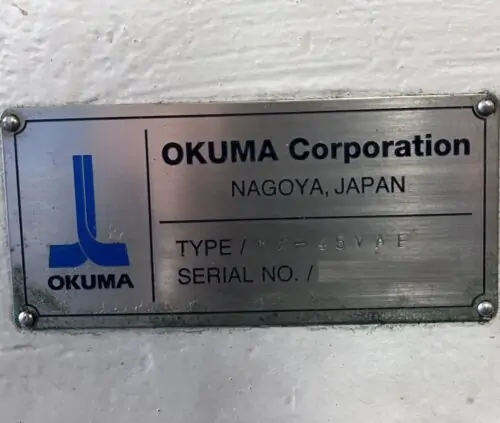 OKUMA Corporation
NAGOYA, JAPAN
TYPE /
SERIAL NO. /
OKUMA